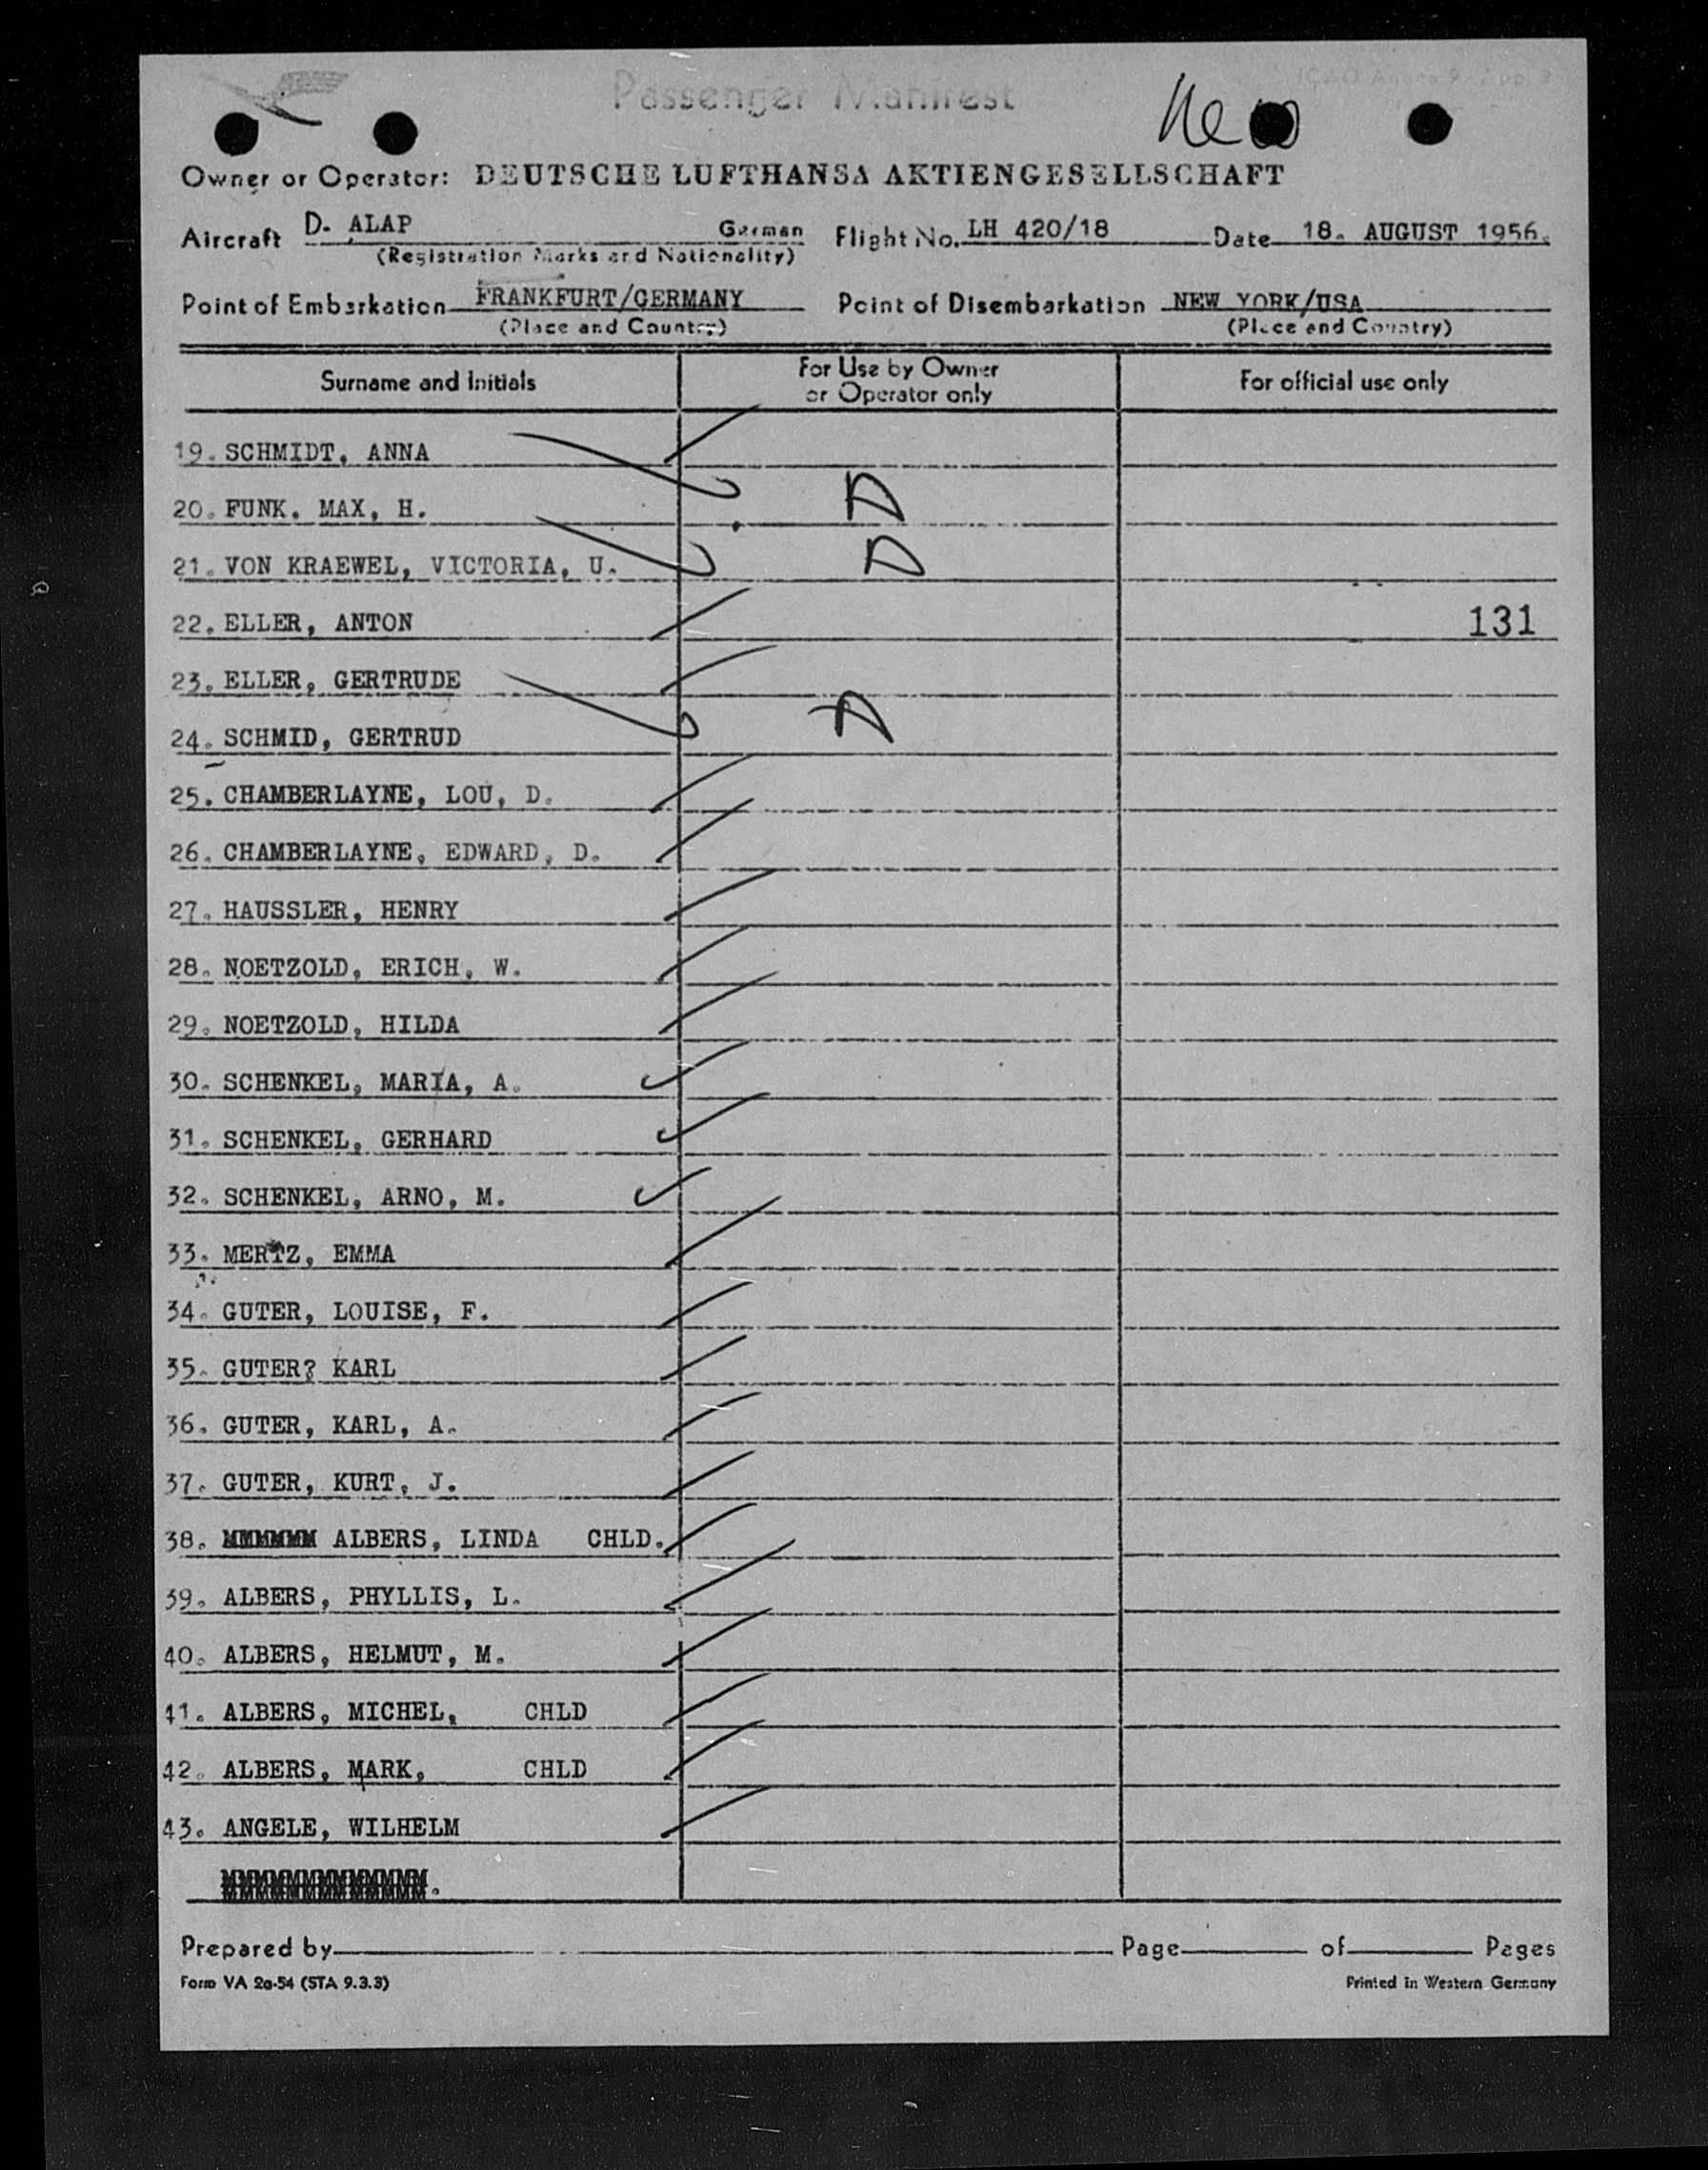 Passenger Manifest
ICAO Annex 9
Owner or Operator: DEUTSCHE LUFTHANSA AKTIENGESELLSCHAFT
Aircraft D. ALAP German Flight No. LH 420/18 Date 18. AUGUST 1956.
(Registration Marks and Nationality)
Point of Embarkation FRANKFURT/GERMANY Point of Disembarkation NEW YORK/USA
(Place and Country) (Place and Country)
Surname and Initials For Use by Owner or Operator only For official use only
19. SCHMIDT, ANNA
20. FUNK. MAX, H. D
21. VON KRAEWEL, VICTORIA, U. D
22. ELLER, ANTON 131
23. ELLER, GERTRUDE
24. SCHMID, GERTRUD D
25. CHAMBERLAYNE, LOU, D.
26. CHAMBERLAYNE, EDWARD, D.
27. HAUSSLER, HENRY
28. NOETZOLD, ERICH, W.
29. NOETZOLD, HILDA
30. SCHENKEL, MARIA, A.
31. SCHENKEL, GERHARD
32. SCHENKEL, ARNO, M.
33. MERTZ, EMMA
34. GUTER, LOUISE, F.
35. GUTER? KARL
36. GUTER, KARL, A.
37. GUTER, KURT, J.
38. ALBERS, LINDA CHLD.
39. ALBERS, PHYLLIS, L.
40. ALBERS, HELMUT, M.
41. ALBERS, MICHEL, CHLD
42. ALBERS, MARK, CHLD
43. ANGELE, WILHELM
Prepared by Page of Pages
Form VA 2a-54 (STA 9.3.3) Printed in Western Germany